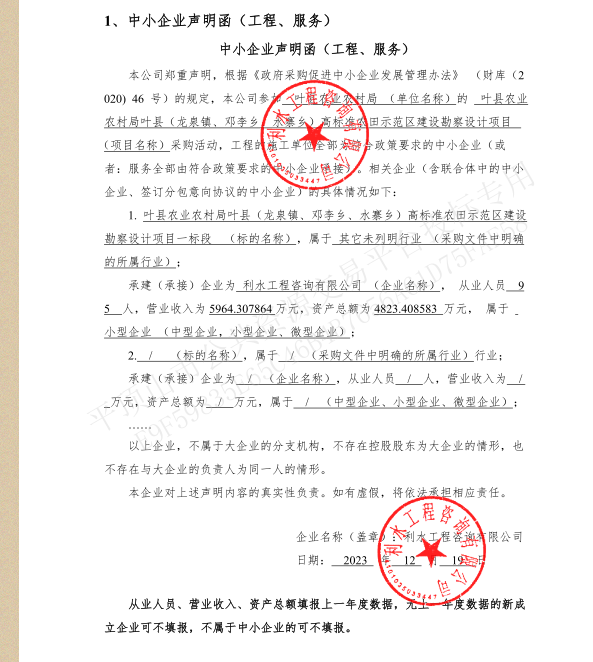 1、中小企业声明函（工程、服务）
中小企业声明函（工程、服务）
本公司郑重声明，根据《政府采购促进中小企业发展管理办法》（财库（2
020）46 号）的规定，本公司参加 叶县农业农村局 （单位名称）的 叶县农业
农村局叶县（龙泉镇、邓李乡、水寨乡）高标准农田示范区建设勘察设计项目
（项目名称）采购活动，工程的施工单位全部为符合政策要求的中小企业（或
者：服务全部由符合政策要求的中小企业承接）。相关企业（含联合体中的中小
企业、签订分包意向协议的中小企业）的具体情况如下：
1. 叶县农业农村局叶县（龙泉镇、邓李乡、水寨乡）高标准农田示范区建设
勘察设计项目一标段 （标的名称），属于 其它未列明行业 （采购文件中明确
的所属行业）；
承建（承接）企业为 利水工程咨询有限公司 （企业名称）， 从业人员 9
5 人，营业收入为 5964.307864 万元，资产总额为 4823.408583 万元， 属于
小型企业 （中型企业，小型企业、微型企业）；
2. / （标的名称），属于 / （采购文件中明确的所属行业）行业；
承建（承接）企业为 / （企业名称），从业人员 / 人，营业收入为 /
万元，资产总额为 / 万元，属于 / （中型企业、小型企业、微型企业）；
……
以上企业，不属于大企业的分支机构，不存在控股股东为大企业的情形，也
不存在与大企业的负责人为同一人的情形。
本企业对上述声明内容的真实性负责。如有虚假，将依法承担相应责任。
企业名称（盖章）：利水工程咨询有限公司
日期： 2023 年 12 月 19 日
从业人员、营业收入、资产总额填报上一年度数据，无上一年度数据的新成
立企业可不填报，不属于中小企业的可不填报。
利水工程咨询有限公司
利水工程咨询有限公司